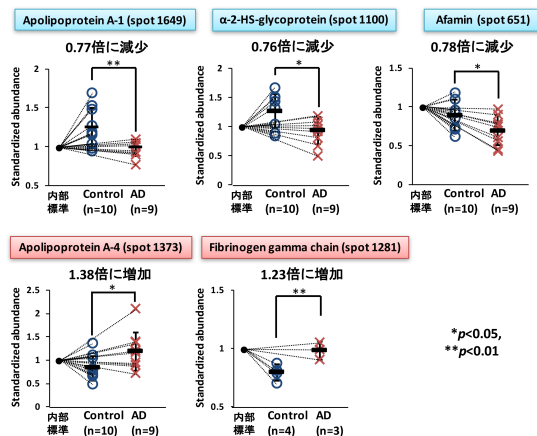 Apolipoprotein A-1 (spot 1649)
0.77倍に減少
**
Standardized abundance
2
1.5
1
0.5
内部
標準
Control
(n=10)
AD
(n=9)
α-2-HS-glycoprotein (spot 1100)
0.76倍に減少
*
Standardized abundance
2
1.5
1
0.5
0
内部
標準
Control
(n=10)
AD
(n=9)
Afamin (spot 651)
0.78倍に減少
*
Standardized abundance
1.5
1
0.5
0
内部
標準
Control
(n=10)
AD
(n=9)
Apolipoprotein A-4 (spot 1373)
1.38倍に増加
*
Standardized abundance
2.5
2
1.5
1
0.5
0
内部
標準
Control
(n=10)
AD
(n=9)
Fibrinogen gamma chain (spot 1281)
1.23倍に増加
**
Standardized abundance
1.5
1
0.5
内部
標準
Control
(n=4)
AD
(n=3)
*p<0.05,
**p<0.01